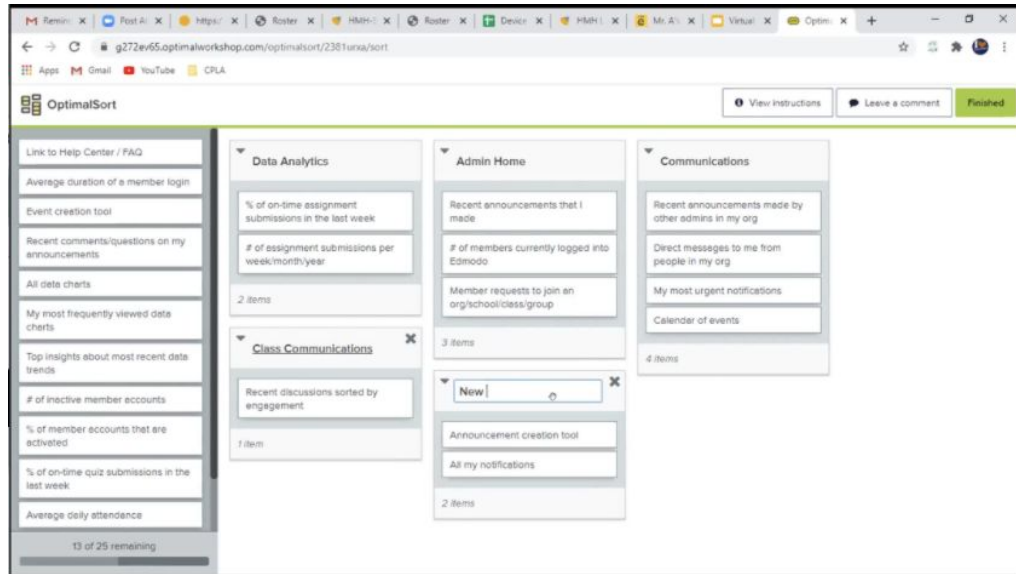 Remin
Post A
https:/
Roster
HMH-
Roster
Device
HMH
Mr. A'
Virtual
Optim
g272ev65.optimalworkshop.com/optimalsort/2381urxa/sort
Apps
Gmail
YouTube
CPLA
OptimalSort
View instructions
Leave a comment
Finished
Link to Help Center / FAQ
Average duration of a member login
Event creation tool
Recent comments/questions on my
announcements
All data charts
My most frequently viewed data
charts
Top insights about most recent data
trends
# of inactive member accounts
% of member accounts that are
activated
% of on-time quiz submissions in the
last week
Average daily attendance
13 of 25 remaining
Data Analytics
% of on-time assignment
submissions in the last week
# of assignment submissions per
week/month/year
2 items
Class Communications
Recent discussions sorted by
engagement
1 item
Admin Home
Recent announcements that I
made
# of members currently logged into
Edmodo
Member requests to join an
org/school/class/group
3 items
New
Announcement creation tool
All my notifications
2 items
Communications
Recent announcements made by
other admins in my org
Direct messages to me from
people in my org
My most urgent notifications
Calendar of events
4 items